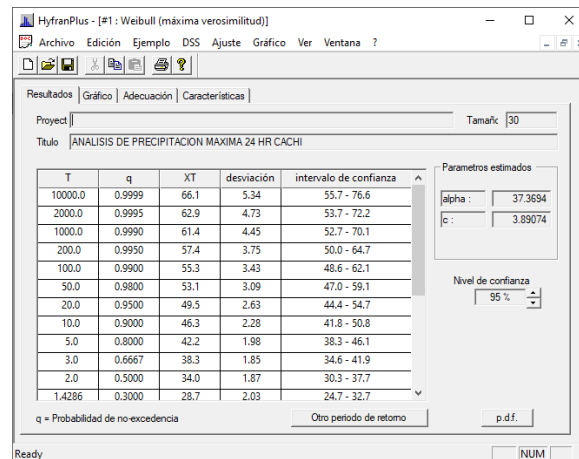 HyfranPlus - [#1 : Weibull (máxima verosimilitud)]
Archivo Edición Ejemplo DSS Ajuste Gráfico Ver Ventana ?
Resultados Gráfico Adecuación Características
Proyect Tamañc 30
Titulo ANALISIS DE PRECIPITACION MAXIMA 24 HR CACHI
T q XT desviación intervalo de confianza
10000.0 0.9999 66.1 5.34 55.7 - 76.6
2000.0 0.9995 62.9 4.73 53.7 - 72.2
1000.0 0.9990 61.4 4.45 52.7 - 70.1
200.0 0.9950 57.4 3.75 50.0 - 64.7
100.0 0.9900 55.3 3.43 48.6 - 62.1
50.0 0.9800 53.1 3.09 47.0 - 59.1
20.0 0.9500 49.5 2.63 44.4 - 54.7
10.0 0.9000 46.3 2.28 41.8 - 50.8
5.0 0.8000 42.2 1.98 38.3 - 46.1
3.0 0.6667 38.3 1.85 34.6 - 41.9
2.0 0.5000 34.0 1.87 30.3 - 37.7
1.4286 0.3000 28.7 2.03 24.7 - 32.7
Parametros estimados
alpha : 37.3694
c : 3.89074
Nivel de confianza
95 %
q = Probabilidad de no-excedencia
Otro periodo de retorno
p.d.f.
Ready NUM